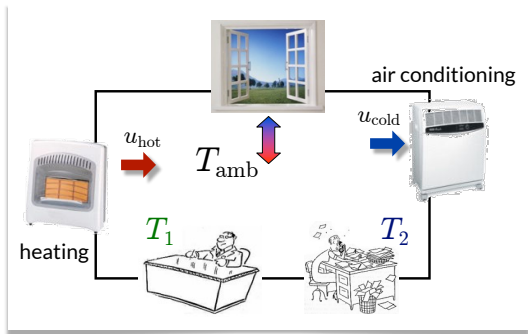 air conditioning
u_hot
u_cold
T_amb
heating
T_1
T_2